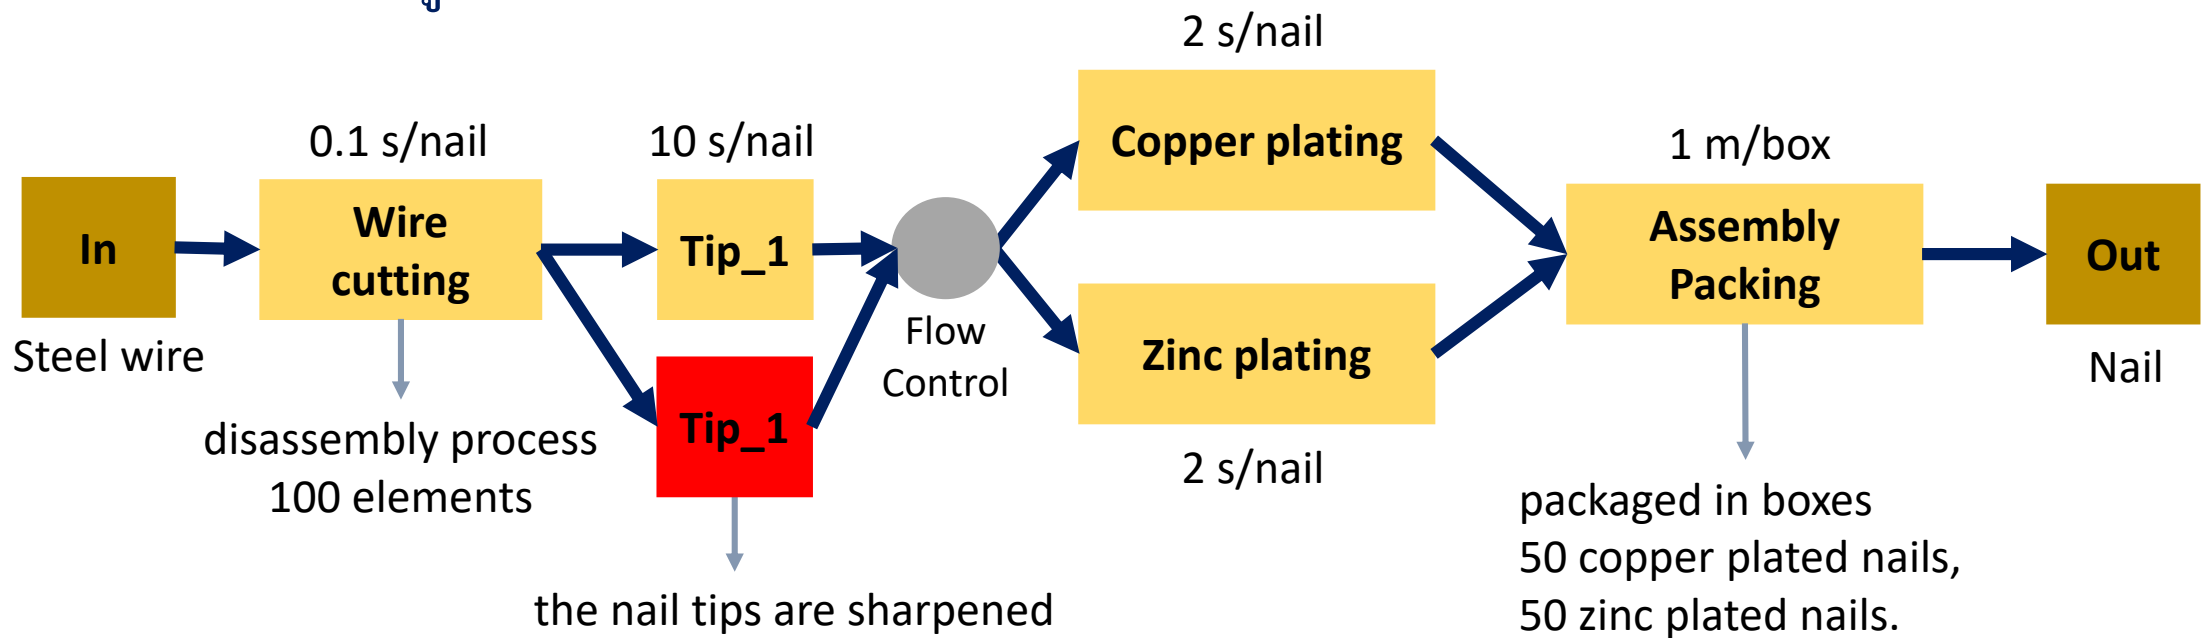 2 s/nail
0.1 s/nail
10 s/nail
Copper plating
1 m/box
In
Wire
cutting
Tip_1
Assembly
Packing
Out
Steel wire
Flow
Control
Zinc plating
Nail
Tip_1
disassembly process
100 elements
2 s/nail
packaged in boxes
50 copper plated nails,
50 zinc plated nails.
the nail tips are sharpened